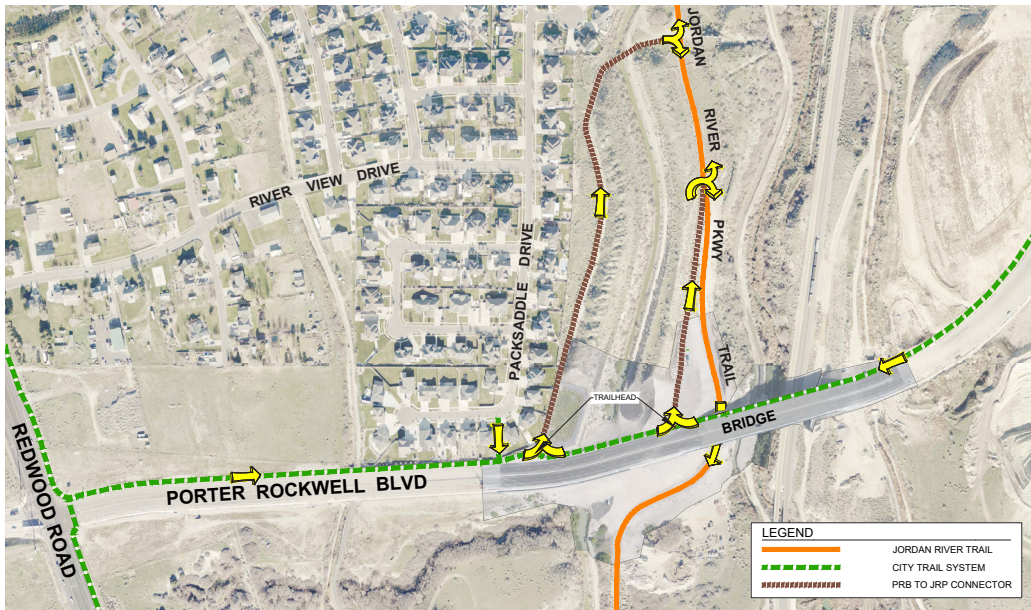 JORDAN
RIVER
PKWY
TRAIL
RIVER VIEW DRIVE
PACKSADDLE DRIVE
TRAILHEAD
BRIDGE
REDWOOD ROAD
PORTER ROCKWELL BLVD
LEGEND
JORDAN RIVER TRAIL
CITY TRAIL SYSTEM
PRB TO JRP CONNECTOR